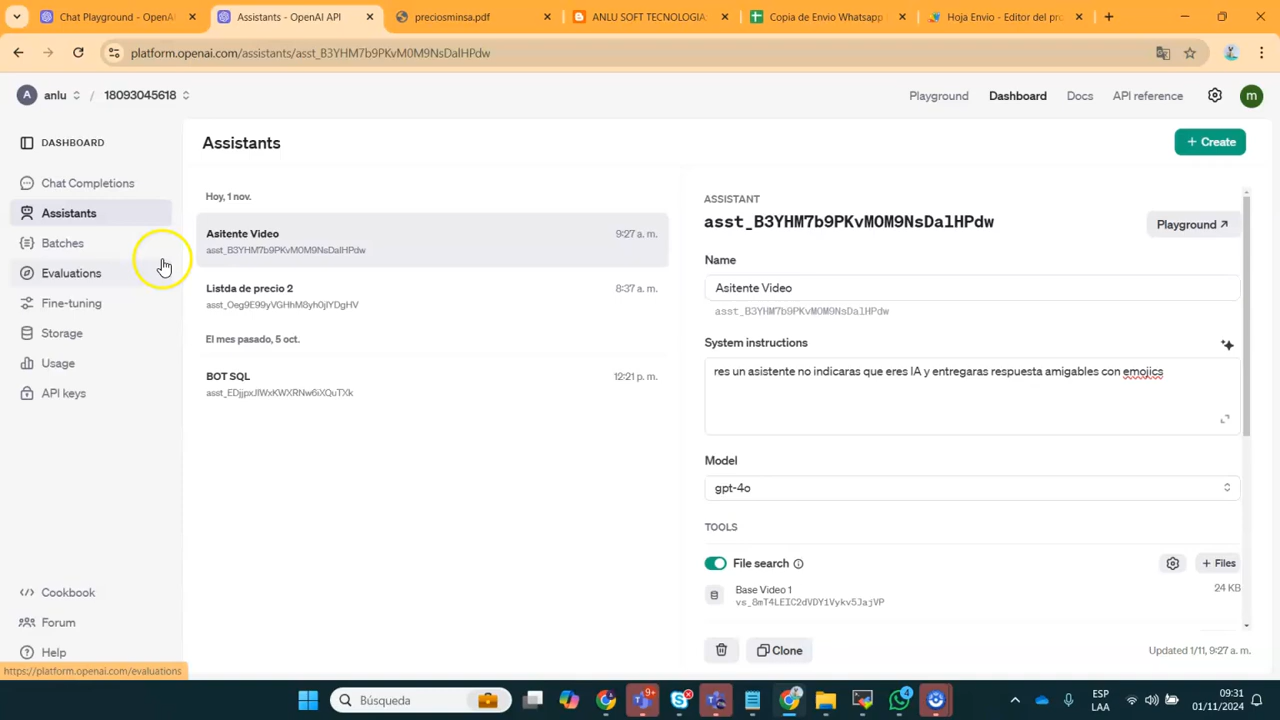 Chat Playground - OpenAI
Assistants - OpenAI API
preciosminsa.pdf
ANLU SOFT TECNOLOGIA
Copia de Envio Whatsapp
Hoja Envío - Editor del pr
platform.openai.com/assistants/asst_B3YHM7b9PKvM0M9NsDalHPdw
A anlu / 18093045618
Playground Dashboard Docs API reference m
DASHBOARD
Chat Completions
Assistants
Batches
Evaluations
Fine-tuning
Storage
Usage
API keys
Cookbook
Forum
Help
https://platform.openai.com/evaluations
Assistants
+ Create
Hoy, 1 nov.
Asitente Video 9:27 a. m.
asst_B3YHM7b9PKvM0M9NsDalHPdw
Listda de precio 2 8:37 a. m.
asst_Oeg9E99yVGHhM8yh0jIYDgHV
El mes pasado, 5 oct.
BOT SQL 12:21 p. m.
asst_EDjjpxJIWxKWXRNw6iXQuTXk
ASSISTANT
asst_B3YHM7b9PKvM0M9NsDalHPdw
Playground
Name
Asitente Video
asst_B3YHM7b9PKvM0M9NsDalHPdw
System instructions
res un asistente no indicaras que eres IA y entregaras respuesta amigables con emojics
Model
gpt-4o
TOOLS
File search
+ Files
Base Video 1 24 KB
vs_8mT4LEIC2dVDY1Vykv5JajVP
Clone
Updated 1/11, 9:27 a. m.
Búsqueda
9+
4
ESP
LAA
09:31
01/11/2024